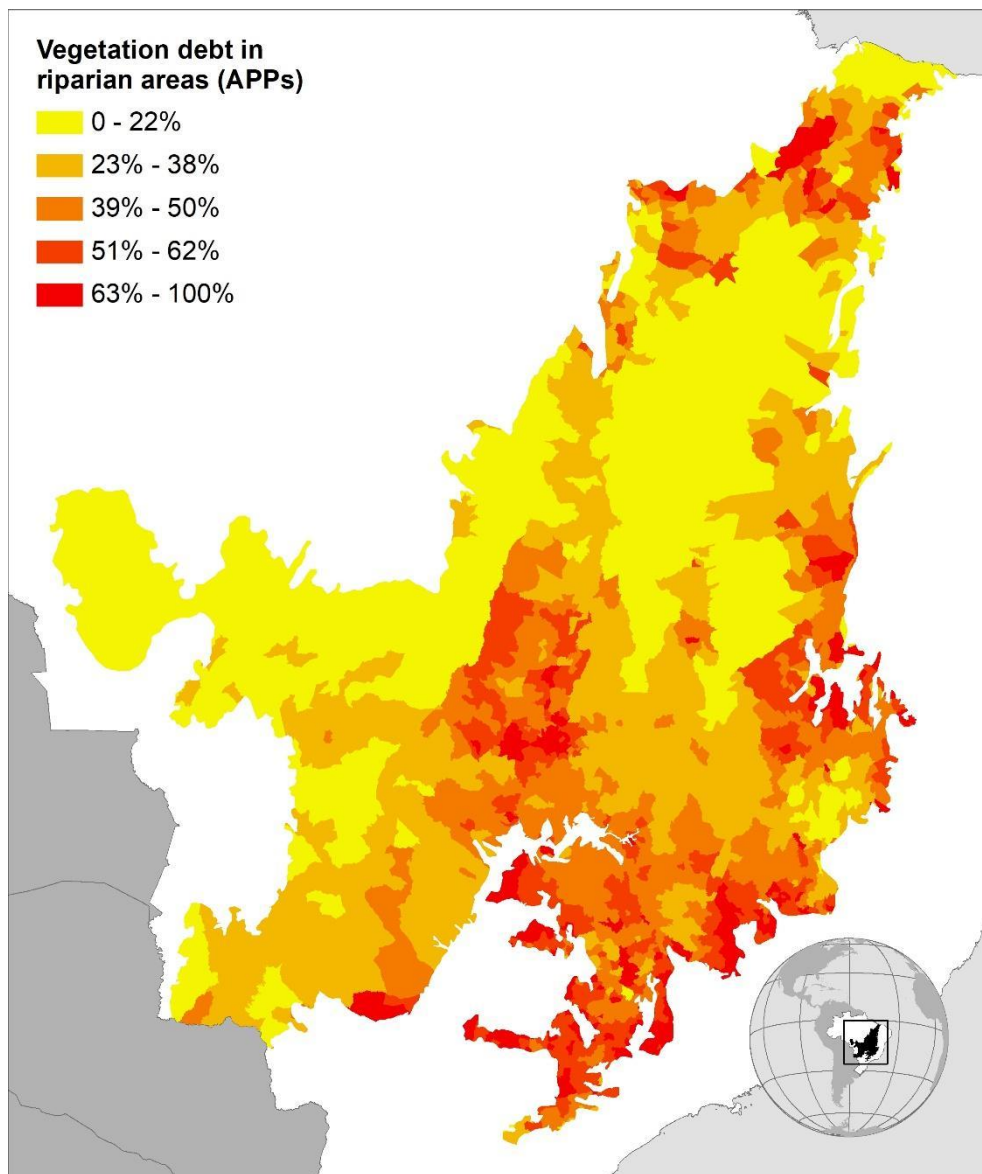 Vegetation debt in
riparian areas (APPs)
0 - 22%
23% - 38%
39% - 50%
51% - 62%
63% - 100%